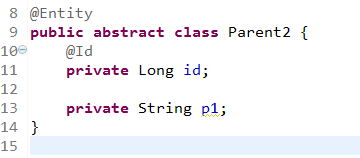 8 @Entity
9 public abstract class Parent2 {
10 @Id
11 private Long id;
12
13 private String p1;
14 }
15